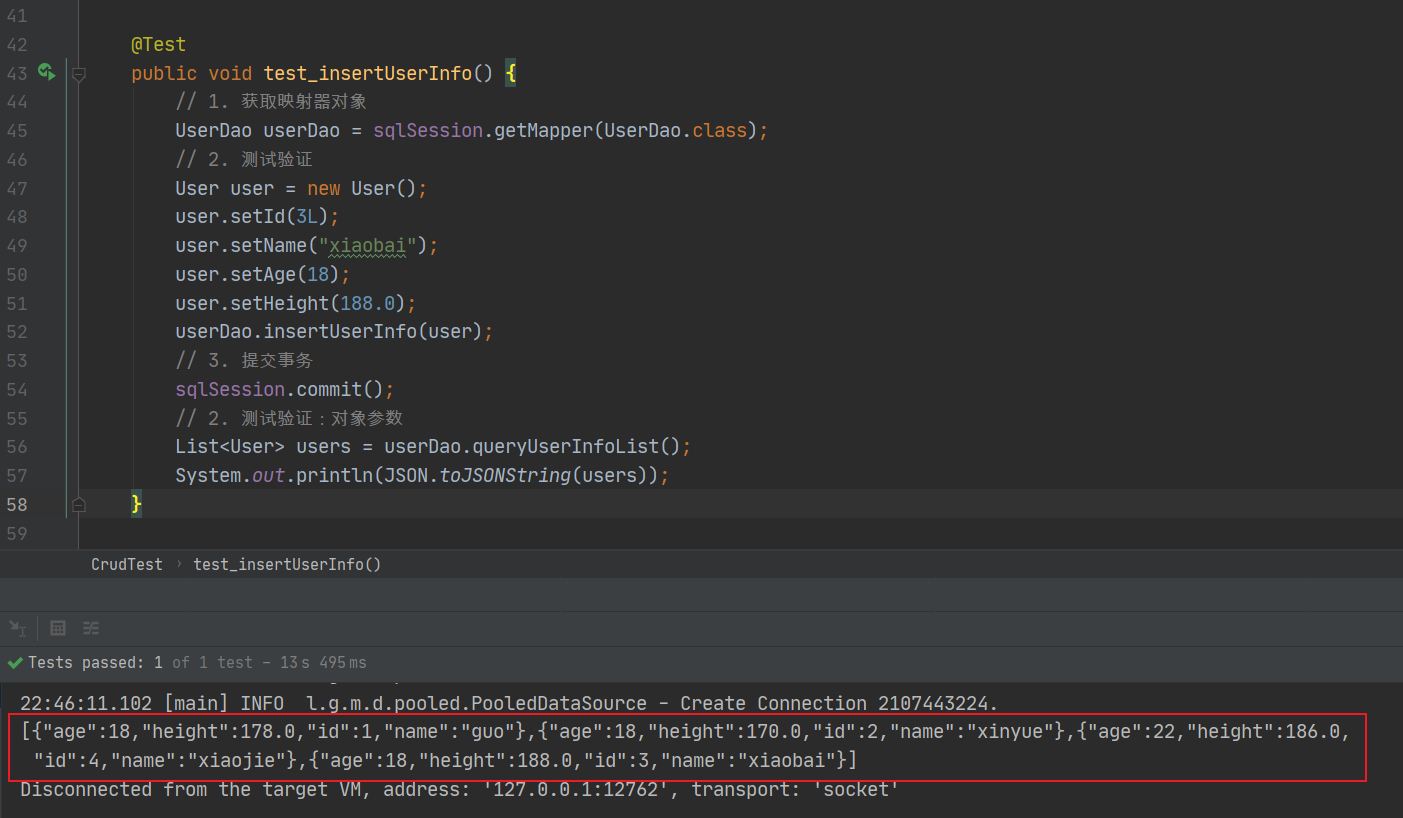 41
42 @Test
43 public void test_insertUserInfo() {
44 // 1. 获取映射器对象
45 UserDao userDao = sqlSession.getMapper(UserDao.class);
46 // 2. 测试验证
47 User user = new User();
48 user.setId(3L);
49 user.setName("xiaobai");
50 user.setAge(18);
51 user.setHeight(188.0);
52 userDao.insertUserInfo(user);
53 // 3. 提交事务
54 sqlSession.commit();
55 // 2. 测试验证：对象参数
56 List<User> users = userDao.queryUserInfoList();
57 System.out.println(JSON.toJSONString(users));
58 }
59
CrudTest › test_insertUserInfo()
Tests passed: 1 of 1 test – 13 s 495 ms
22:46:11.102 [main] INFO  l.g.m.d.pooled.PooledDataSource - Create Connection 2107443224.
[{"age":18,"height":178.0,"id":1,"name":"guo"},{"age":18,"height":170.0,"id":2,"name":"xinyue"},{"age":22,"height":186.0,
"id":4,"name":"xiaojie"},{"age":18,"height":188.0,"id":3,"name":"xiaobai"}]
Disconnected from the target VM, address: '127.0.0.1:12762', transport: 'socket'